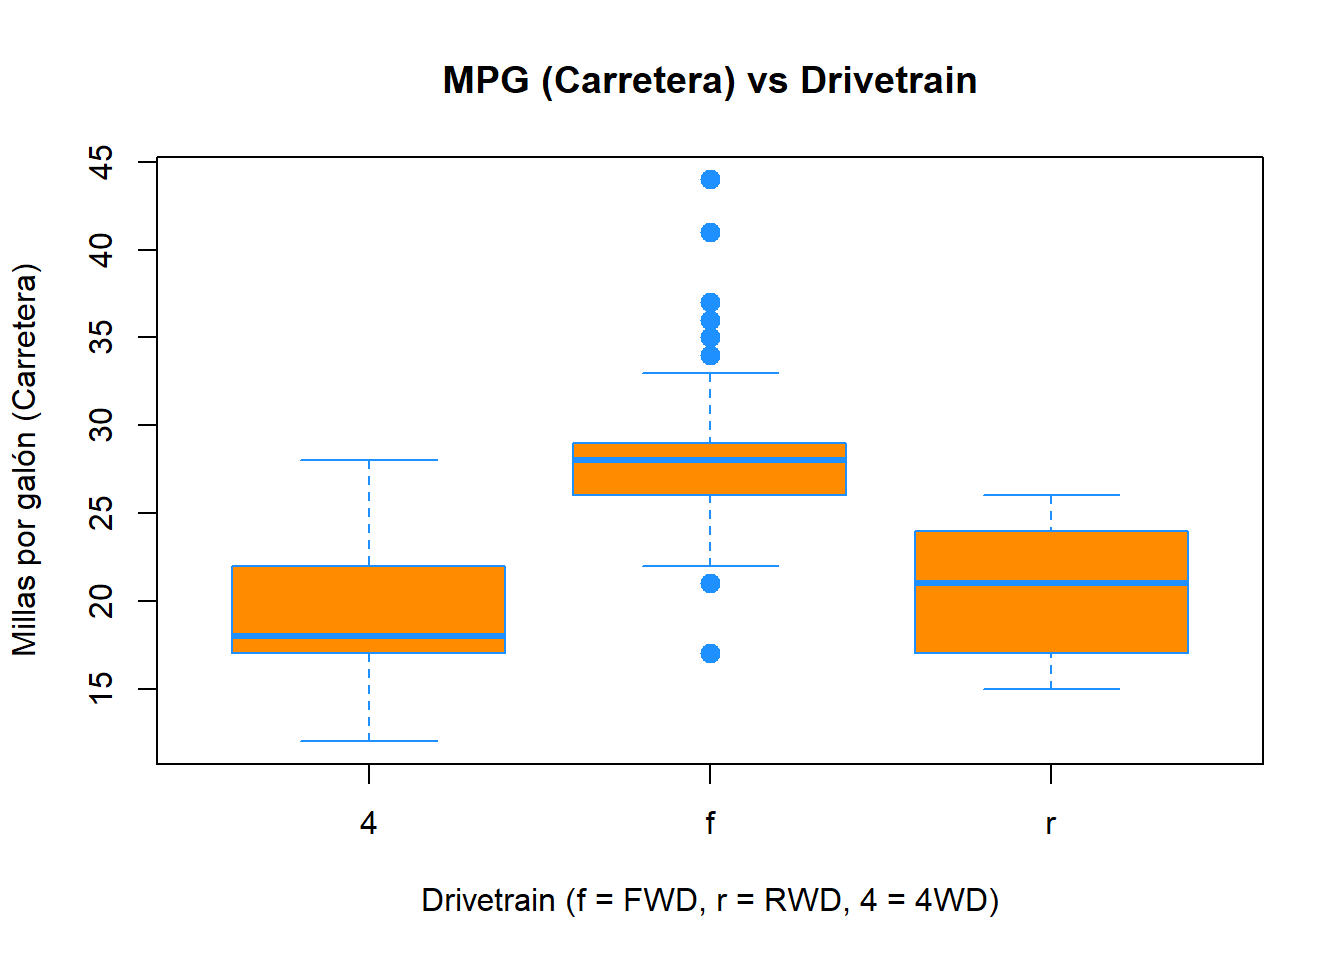 MPG (Carretera) vs Drivetrain
Millas por galón (Carretera)
45
40
35
30
25
20
15
4 f r
Drivetrain (f = FWD, r = RWD, 4 = 4WD)